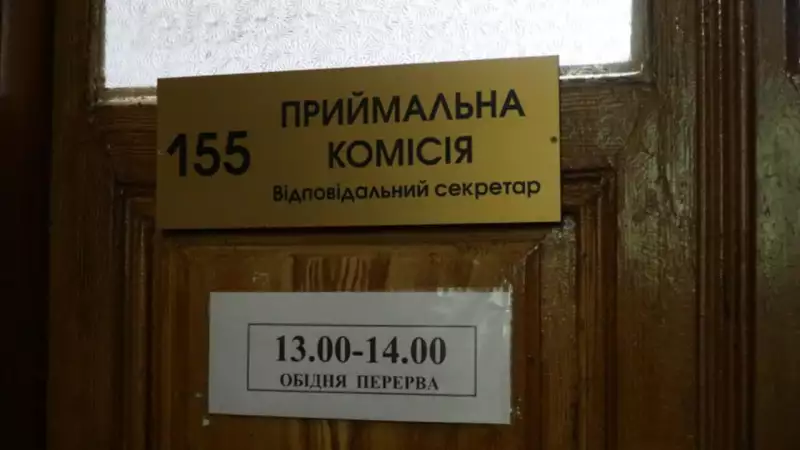 155
ПРИЙМАЛЬНА
КОМІСІЯ
Відповідальний секретар
13.00-14.00
ОБІДНЯ ПЕРЕРВА